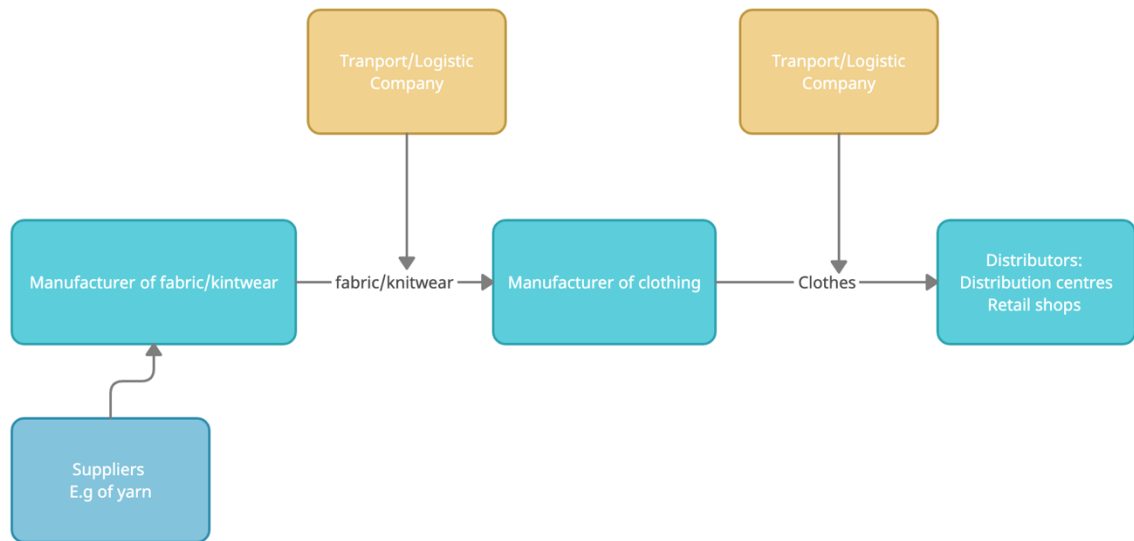 Tranport/Logistic
Company
Tranport/Logistic
Company
Manufacturer of fabric/kintwear
fabric/knitwear
Manufacturer of clothing
Clothes
Distributors:
Distribution centres
Retail shops
Suppliers
E.g of yarn